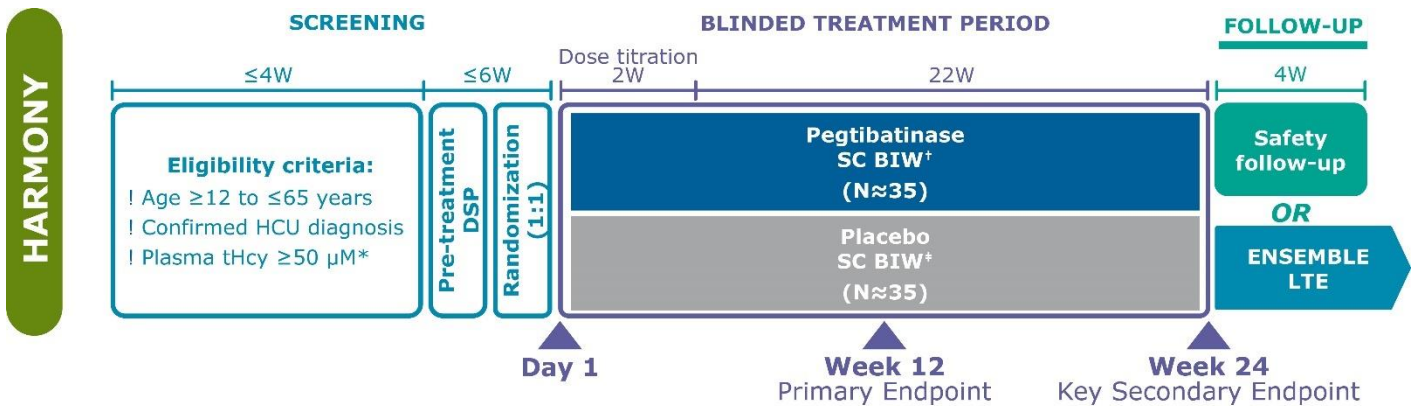 HARMONY
SCREENING
BLINDED TREATMENT PERIOD
FOLLOW-UP
Dose titration
≤4W
≤6W
2W
22W
4W
Eligibility criteria:
! Age ≥12 to ≤65 years
! Confirmed HCU diagnosis
! Plasma tHcy ≥50 µM*
Pre-treatment
DSP
Randomization
(1:1)
Pegtibatinase
SC BIW†
(N≈35)
Placebo
SC BIW‡
(N≈35)
Safety
follow-up
OR
ENSEMBLE
LTE
Day 1
Week 12
Primary Endpoint
Week 24
Key Secondary Endpoint